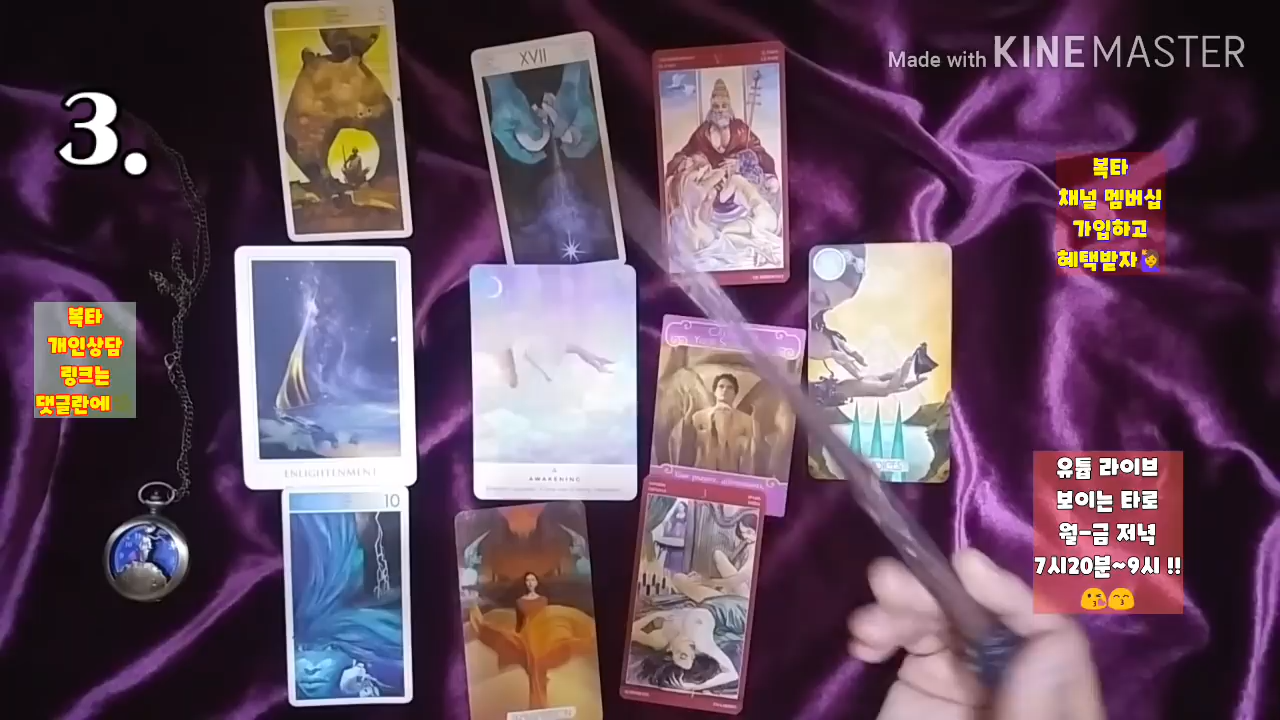 Made with KINEMASTER
3.
XVII
복타
채널 멤버십
가입하고
혜택받자🙋‍♀️
복타
개인상담
링크는
댓글란에
ENLIGHTENMENT
AWAKENING
10
유튭 라이브
보이는 타로
월-금 저녁
7시20분~9시 !!
😘😙